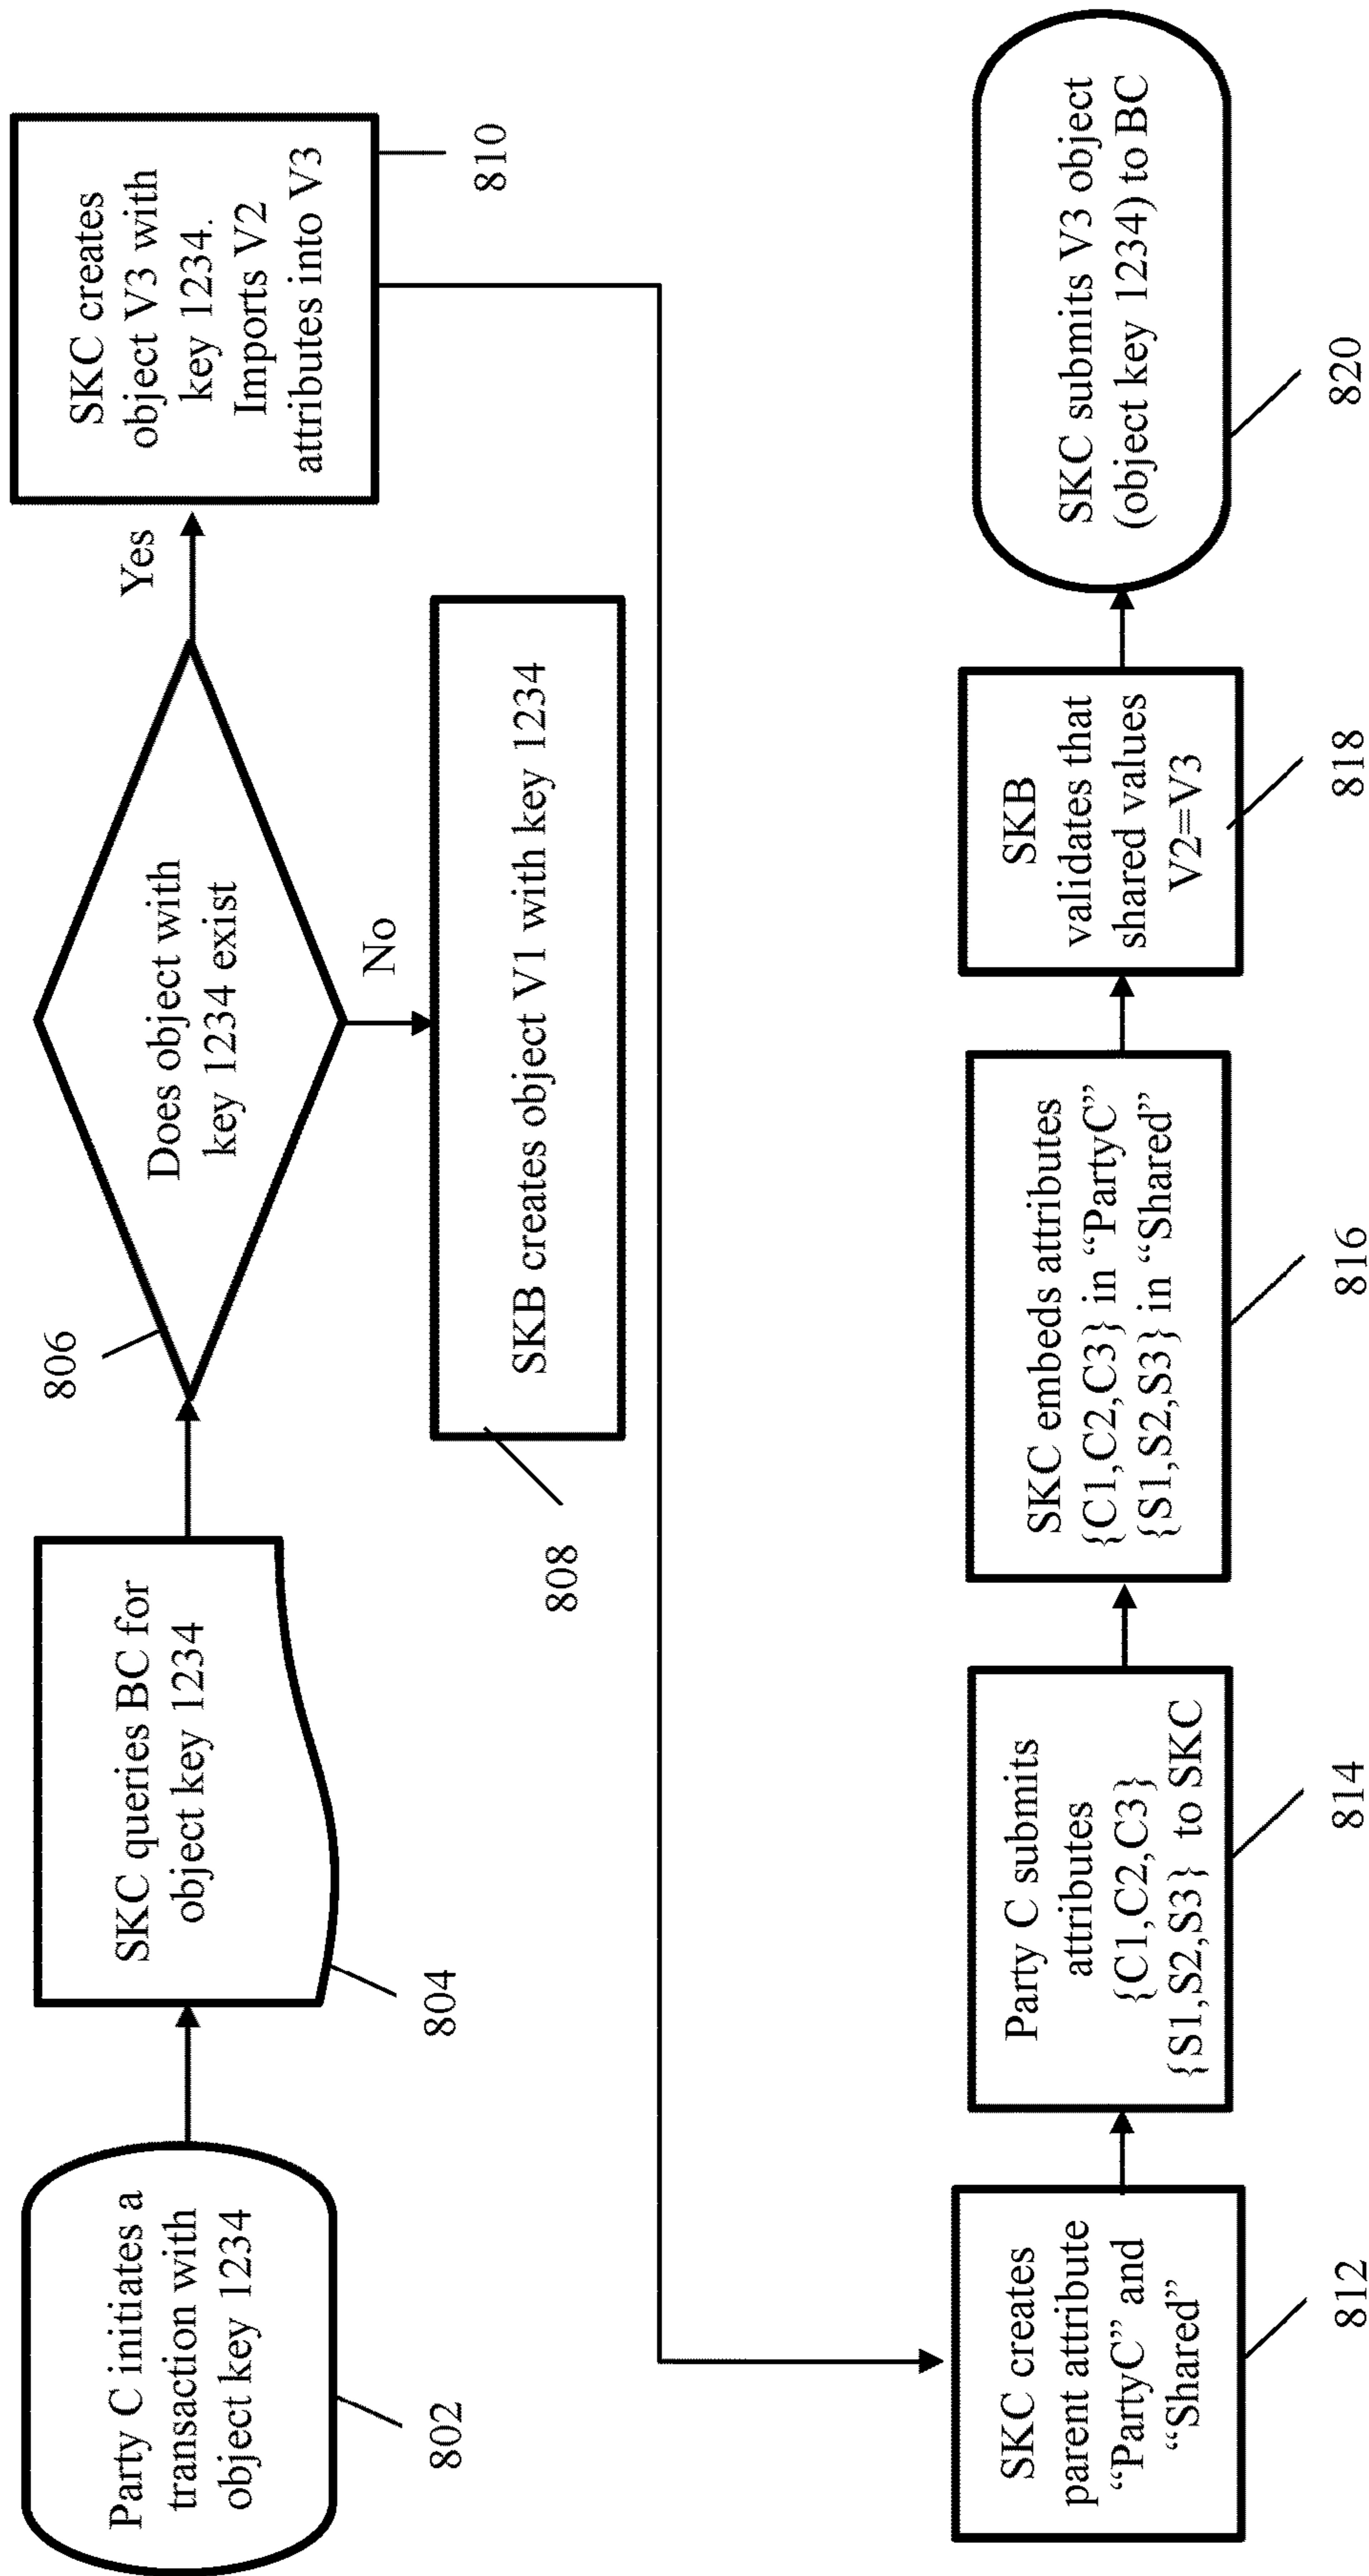 Party C initiates a
transaction with
object key 1234
802
SKC queries BC for
object key 1234
804
806
Does object with
key 1234 exist
Yes
No
SKB creates object V1 with key 1234
808
SKC creates
object V3 with
key 1234.
Imports V2
attributes into V3
810
SKC creates
parent attribute
“PartyC” and
“Shared”
812
Party C submits
attributes
{C1,C2,C3}
{S1,S2,S3} to SKC
814
SKC embeds attributes
{C1,C2,C3} in “PartyC”
{S1,S2,S3} in “Shared”
816
SKB
validates that
shared values
V2=V3
818
SKC submits V3 object
(object key 1234) to BC
820